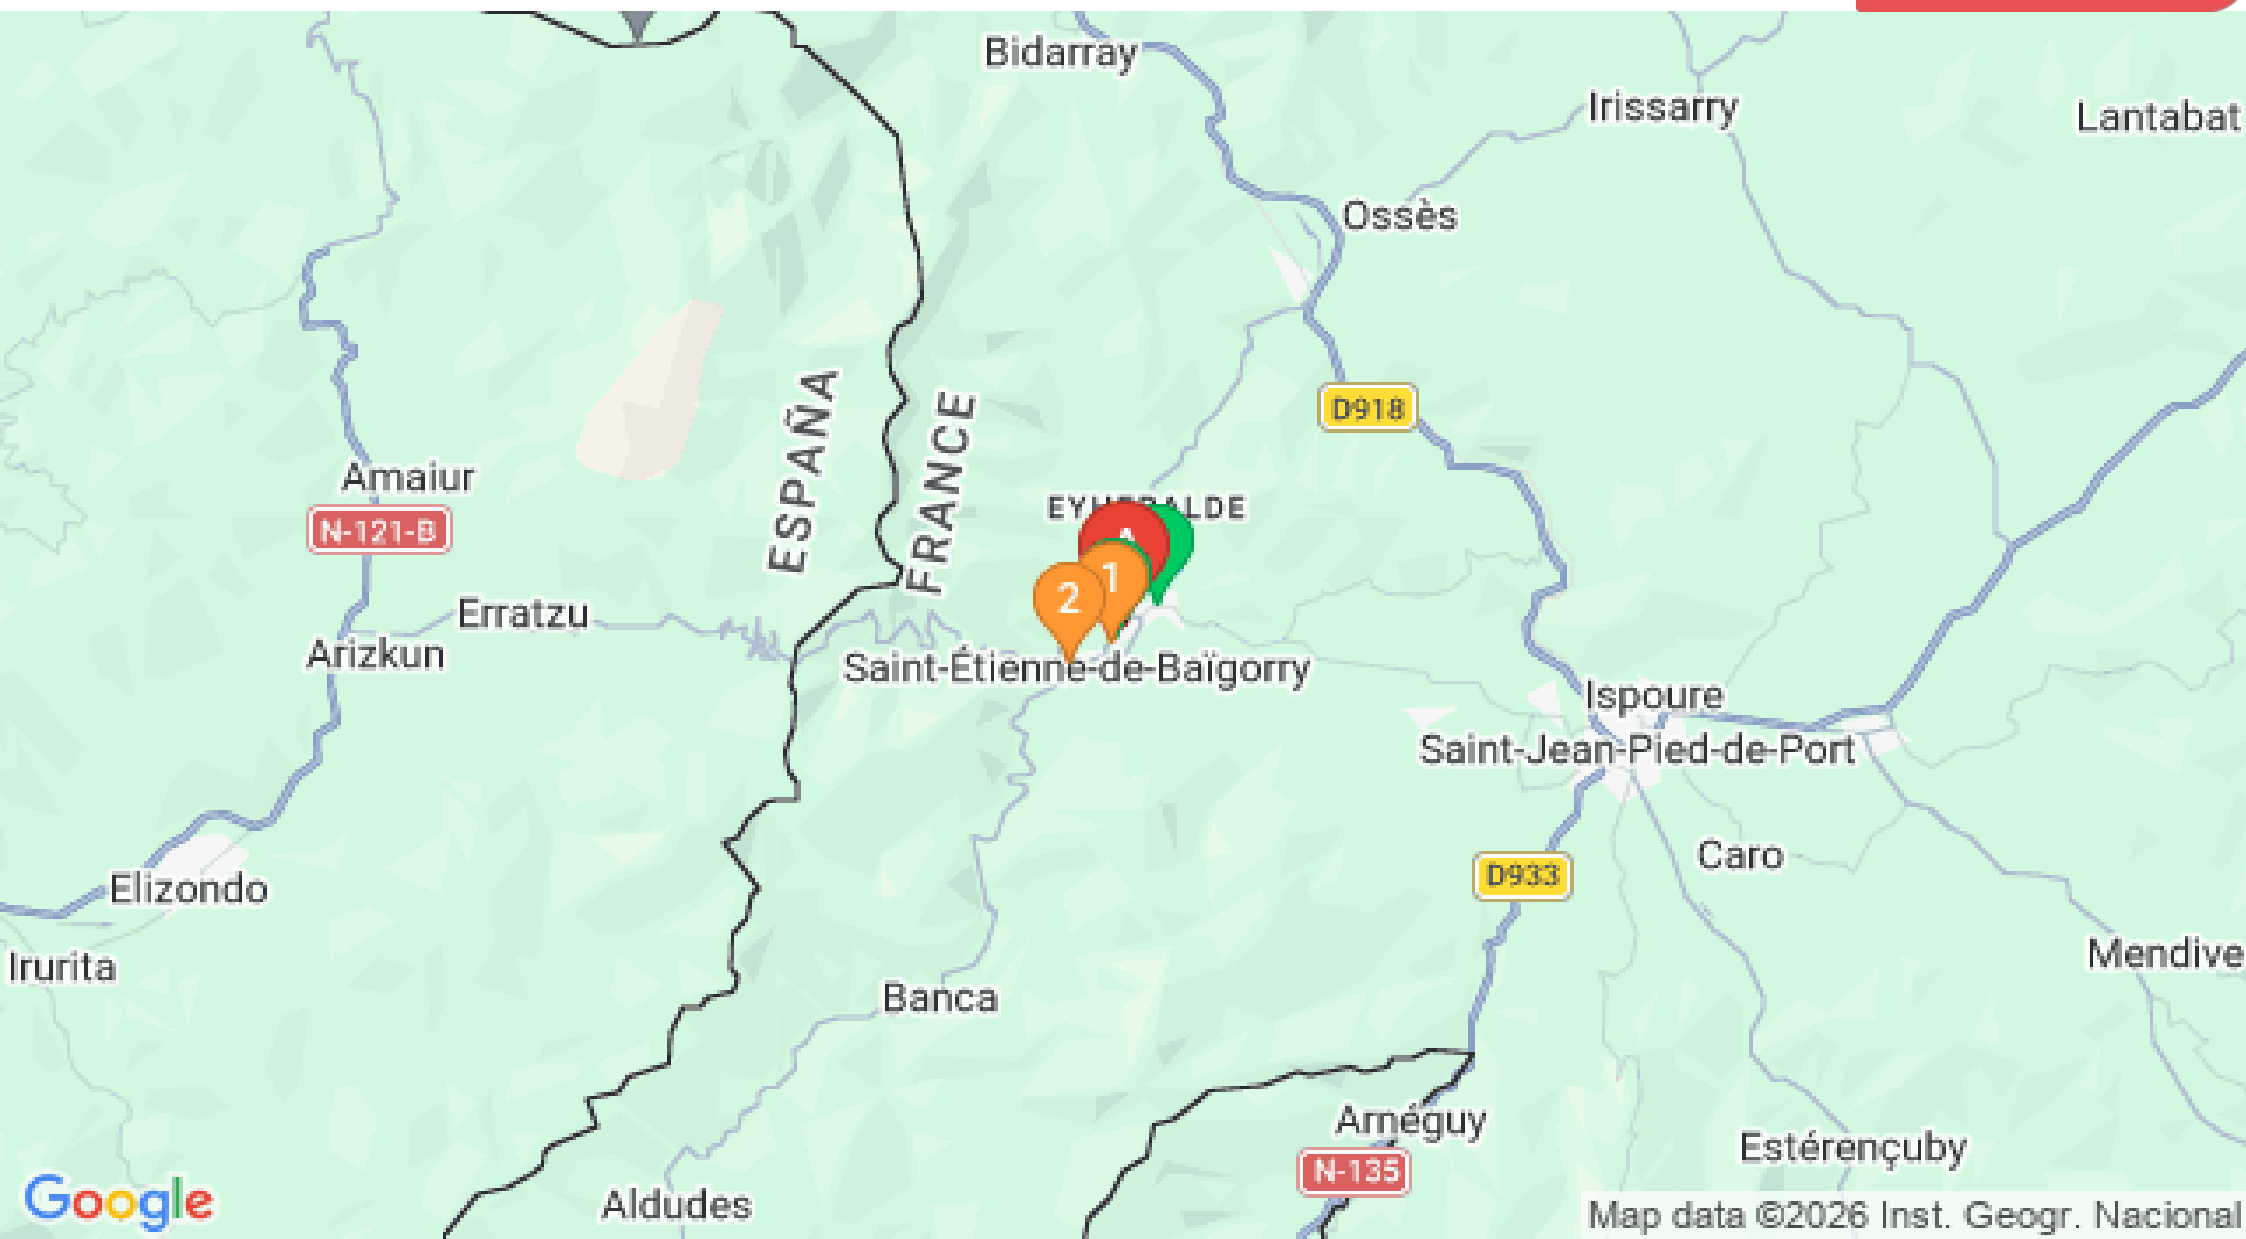 Bidarray
Irissarry
Lantabat
Ossès
ESPAÑA
FRANCE
D918
Amaiur
N-121-B
1
2
Erratzu
Arizkun
Saint-Étienne-de-Baïgorry
Ispoure
Saint-Jean-Pied-de-Port
Caro
D933
Elizondo
Irurita
Mendive
Banca
Arnéguy
N-135
Estérençuby
Aldudes
Google
Map data ©2026 Inst. Geogr. Nacional